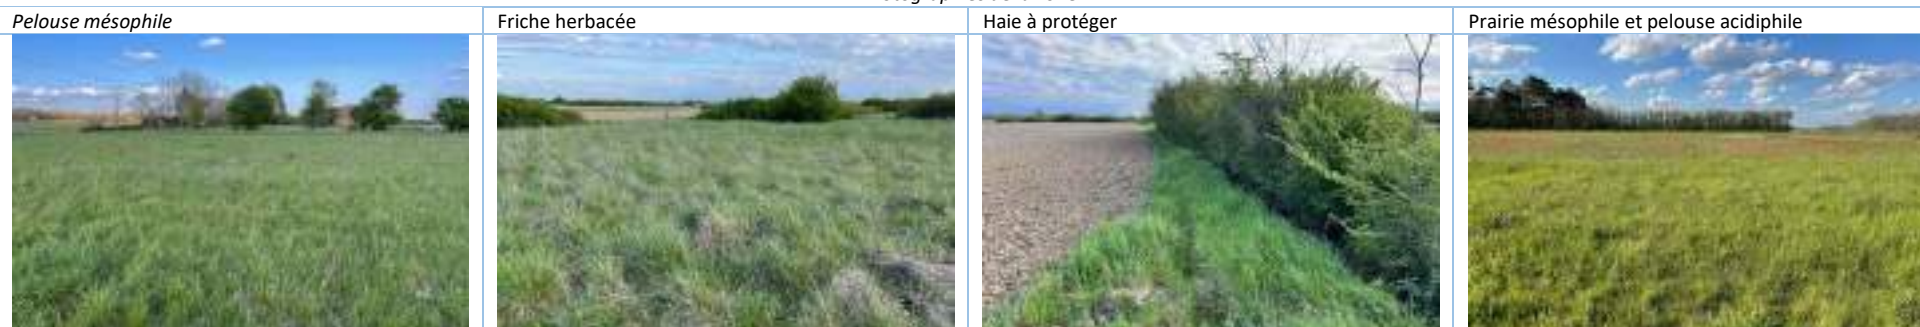 Pelouse mésophile
Friche herbacée
Haie à protéger
Prairie mésophile et pelouse acidiphile